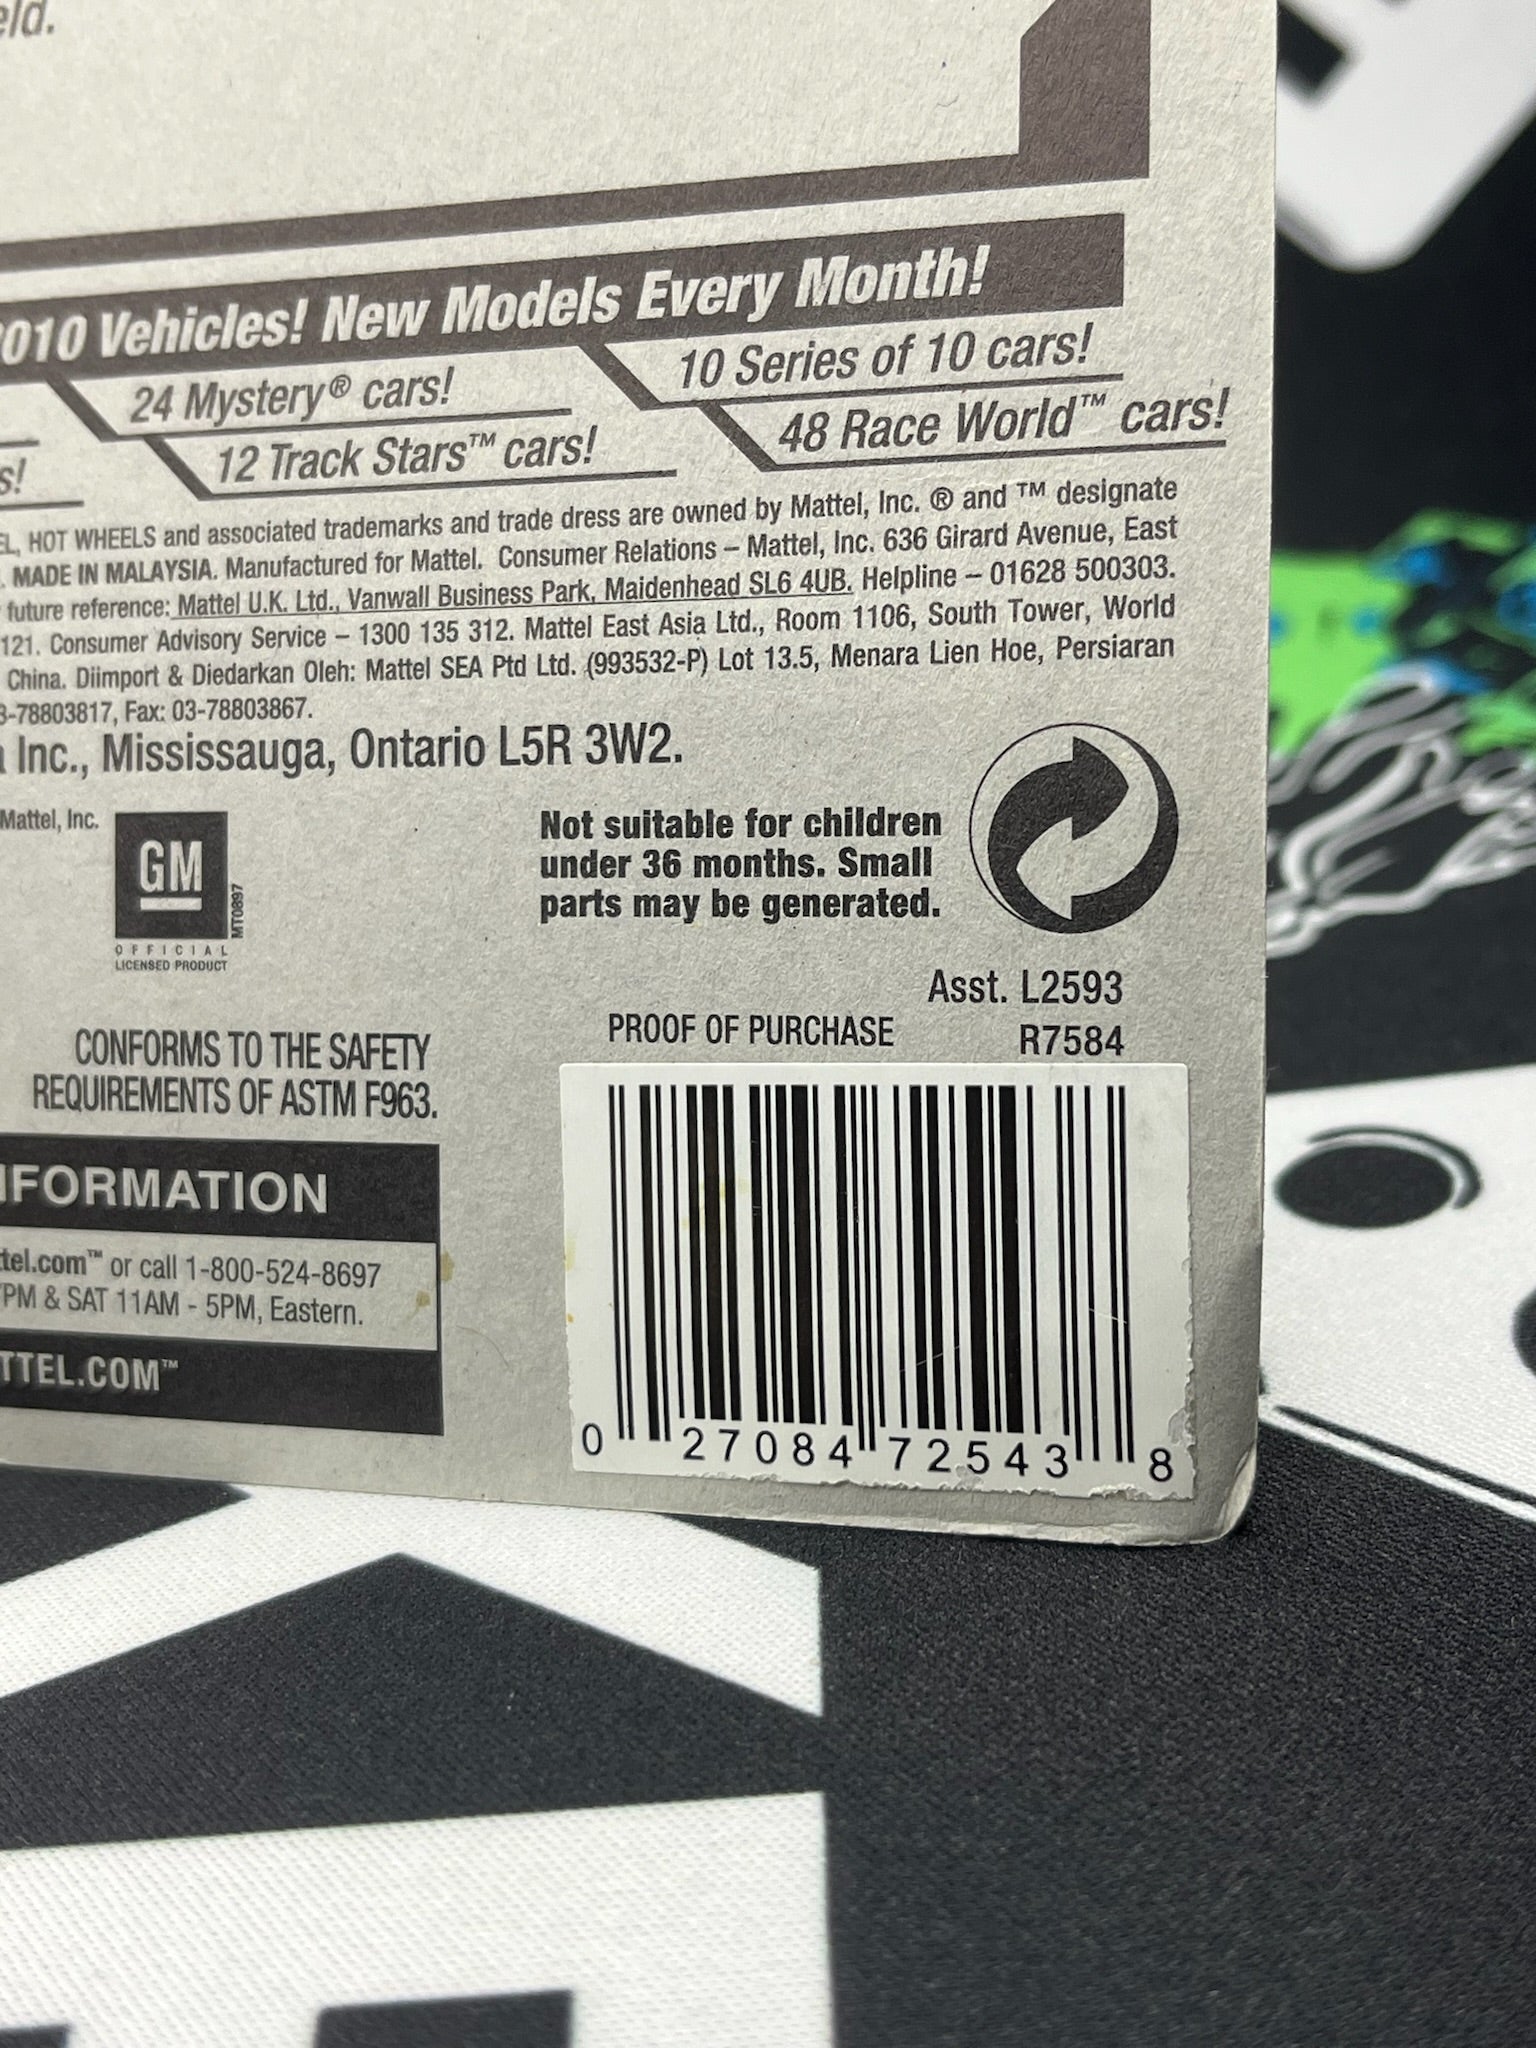 eld.
2010 Vehicles! New Models Every Month!
24 Mystery® cars!
10 Series of 10 cars!
s!
12 Track Stars™ cars!
48 Race World™ cars!
EL, HOT WHEELS and associated trademarks and trade dress are owned by Mattel, Inc. ® and ™ designate
. MADE IN MALAYSIA. Manufactured for Mattel. Consumer Relations – Mattel, Inc. 636 Girard Avenue, East
future reference: Mattel U.K. Ltd., Vanwall Business Park, Maidenhead SL6 4UB. Helpline – 01628 500303.
121. Consumer Advisory Service – 1300 135 312. Mattel East Asia Ltd., Room 1106, South Tower, World
China. Diimport & Diedarkan Oleh: Mattel SEA Ptd Ltd. (993532-P) Lot 13.5, Menara Lien Hoe, Persiaran
3-78803817, Fax: 03-78803867.
a Inc., Mississauga, Ontario L5R 3W2.
Mattel, Inc.
GM
MT0897
OFFICIAL
LICENSED PRODUCT
Not suitable for children
under 36 months. Small
parts may be generated.
Asst. L2593
PROOF OF PURCHASE
R7584
CONFORMS TO THE SAFETY
REQUIREMENTS OF ASTM F963.
NFORMATION
ttel.com™ or call 1-800-524-8697
7PM & SAT 11AM - 5PM, Eastern.
TTEL.COM™
0 27084 72543 8